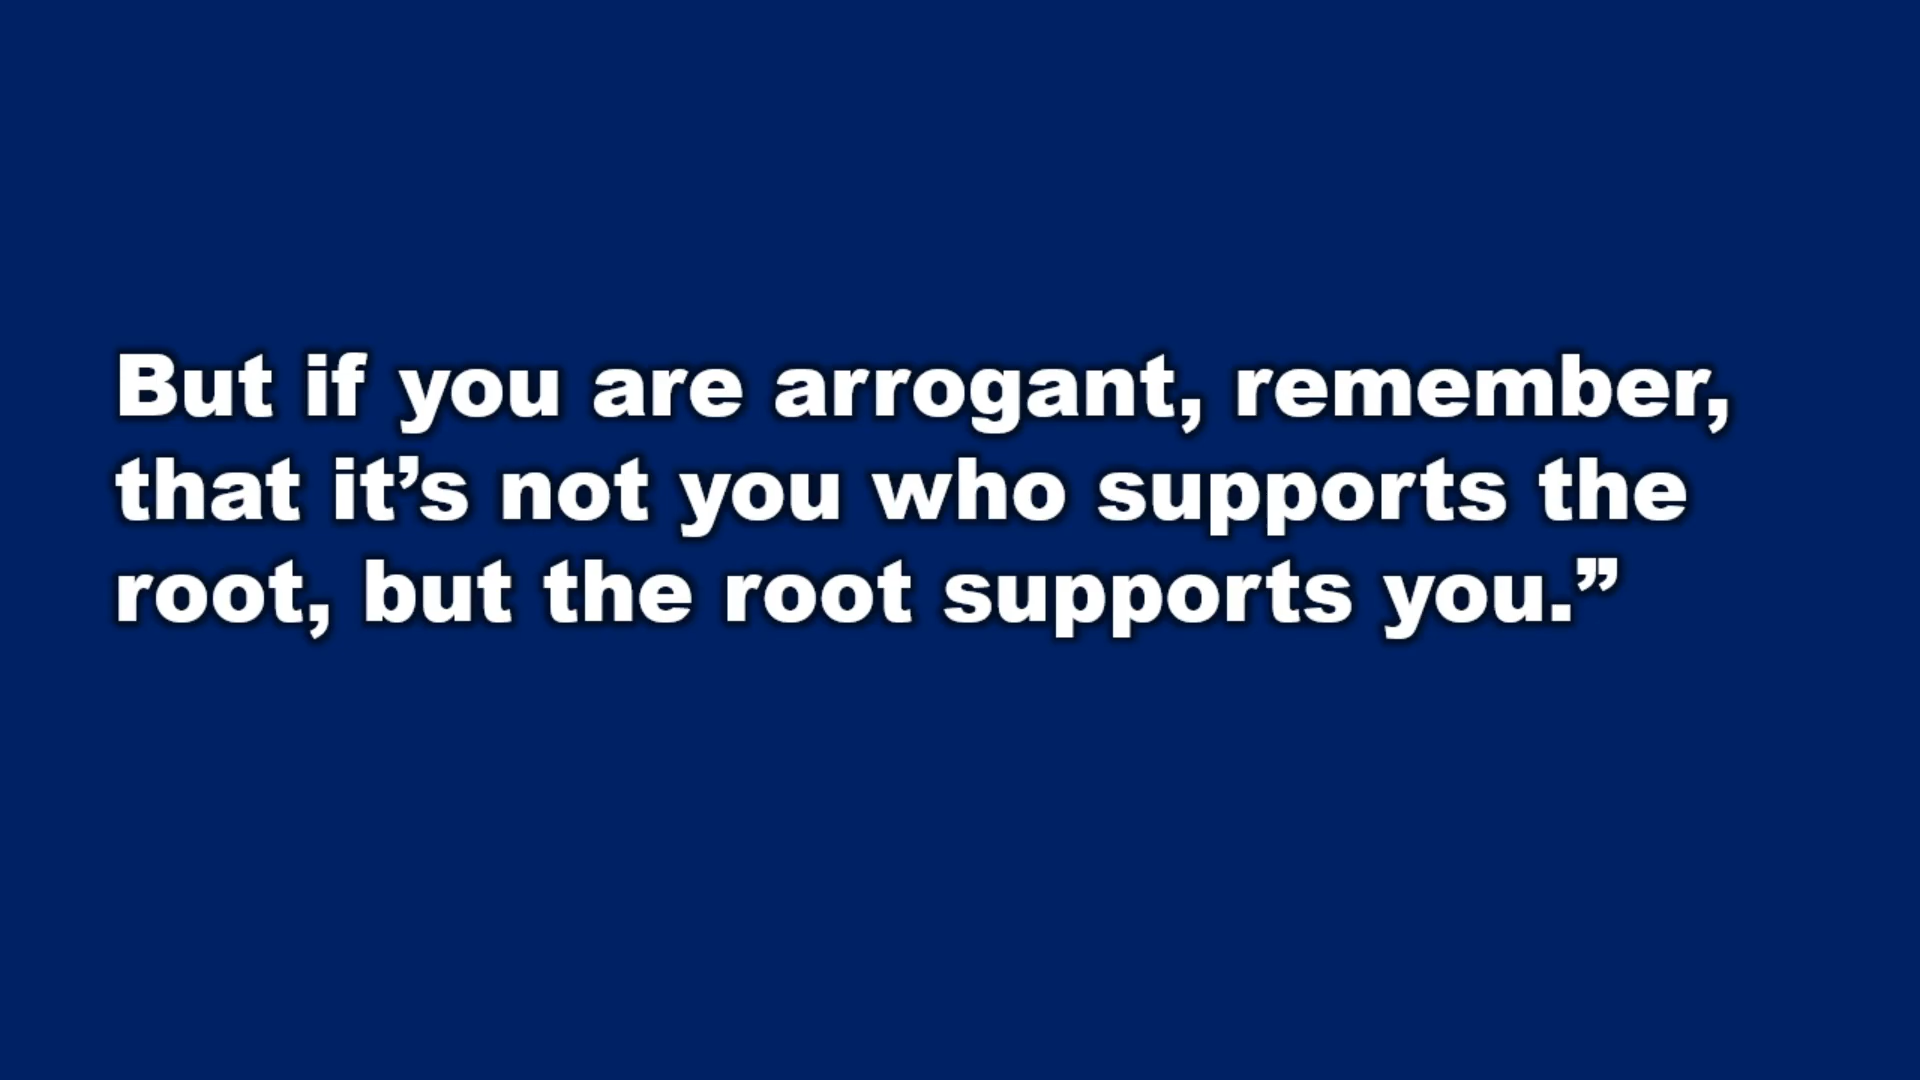 But if you are arrogant, remember,
that it’s not you who supports the
root, but the root supports you.”